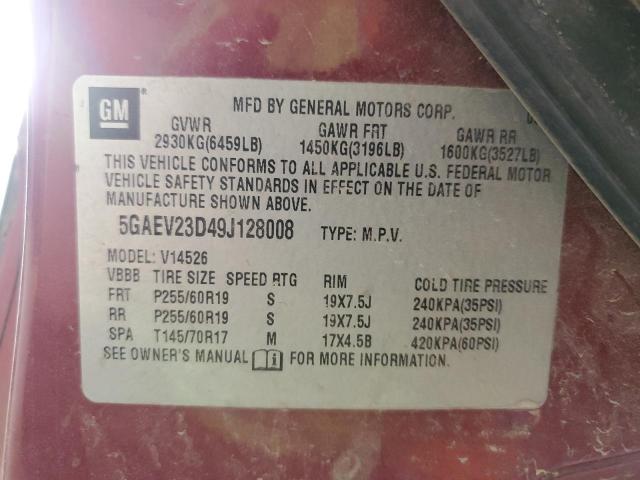 GM ®
MFD BY GENERAL MOTORS CORP.
GVWR GAWR FRT GAWR RR
2930KG(6459LB) 1450KG(3196LB) 1600KG(3527LB)
THIS VEHICLE CONFORMS TO ALL APPLICABLE U.S. FEDERAL MOTOR
VEHICLE SAFETY STANDARDS IN EFFECT ON THE DATE OF
MANUFACTURE SHOWN ABOVE.
5GAEV23D49J128008 TYPE: M.P.V.
MODEL: V14526
VBBB TIRE SIZE SPEED RTG RIM COLD TIRE PRESSURE
FRT P255/60R19 S 19X7.5J 240KPA(35PSI)
RR P255/60R19 S 19X7.5J 240KPA(35PSI)
SPA T145/70R17 M 17X4.5B 420KPA(60PSI)
SEE OWNER'S MANUAL i FOR MORE INFORMATION.